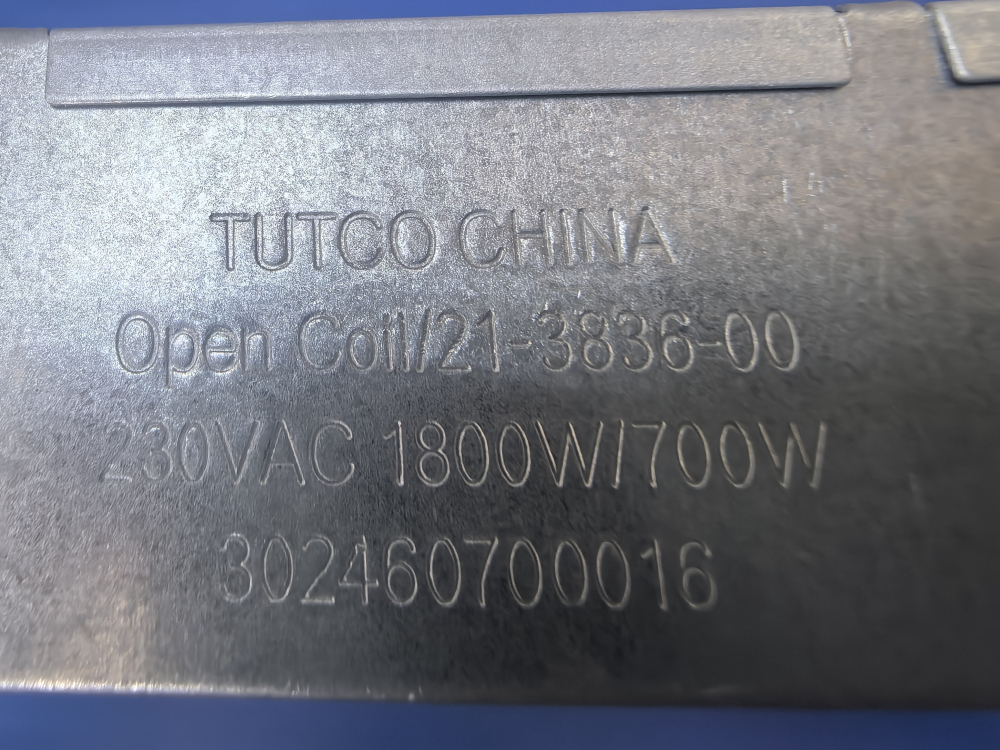 TUTCO CHINA
Open Coil/21-3836-00
230VAC 1800W/700W
302460700016